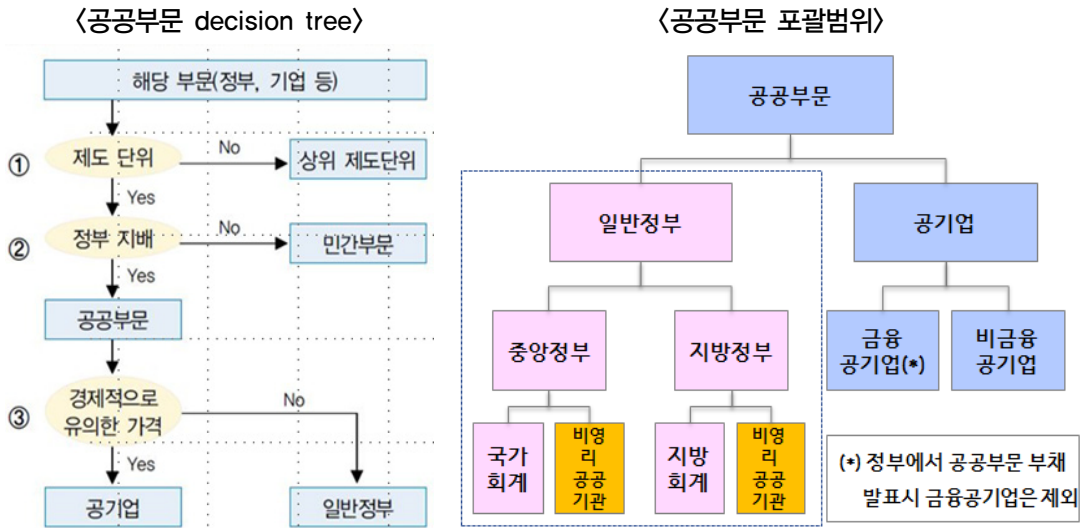 〈공공부문 decision tree〉
해당 부문(정부, 기업 등)
①
제도 단위
No
상위 제도단위
Yes
②
정부 지배
No
민간부문
Yes
공공부문
③
경제적으로
유의한 가격
No
Yes
공기업
일반정부
〈공공부문 포괄범위〉
공공부문
일반정부
공기업
중앙정부
지방정부
금융
공기업(*)
비금융
공기업
국가
회계
비영
리
공공
기관
지방
회계
비영
리
공공
기관
(*) 정부에서 공공부문 부채
발표시 금융공기업은 제외